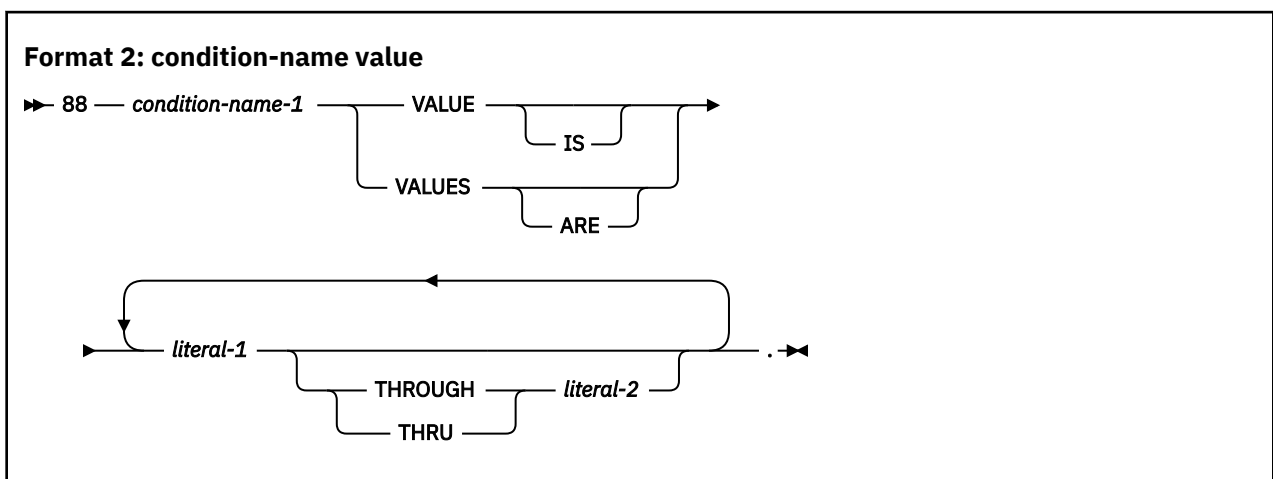 Format 2: condition-name value
88 condition-name-1 VALUE
IS
VALUES
ARE
literal-1
THROUGH literal-2
THRU
.